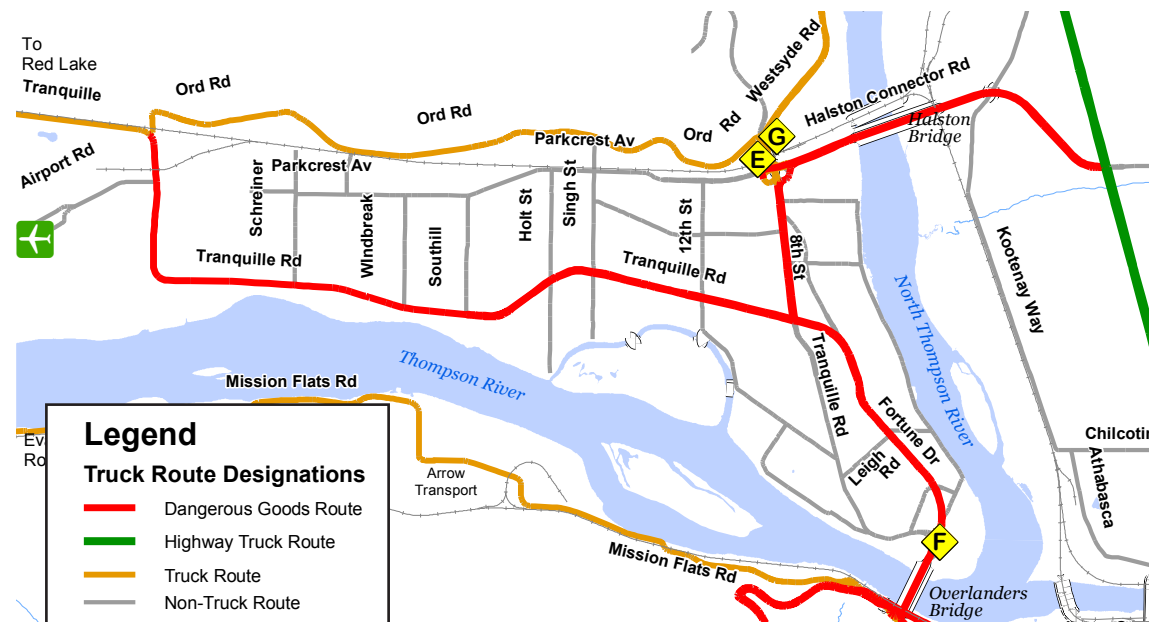 To
Red Lake
Tranquille
Ord Rd
Ord Rd
Parkcrest Av
Ord
Rd
Westsyde Rd
Halston Connector Rd
Halston
Bridge
G
E
Airport Rd
Schreiner
Parkcrest Av
Windbreak
Southill
Holt St
Singh St
12th St
8th St
Tranquille Rd
Tranquille Rd
Kootenay Way
North Thompson River
Thompson River
Mission Flats Rd
Tranquille Rd
Fortune Dr
Leigh
Rd
Chilcotin
Athabasca
Arrow
Transport
F
Mission Flats Rd
Overlanders
Bridge
Ev
Ro
Legend
Truck Route Designations
Dangerous Goods Route
Highway Truck Route
Truck Route
Non-Truck Route